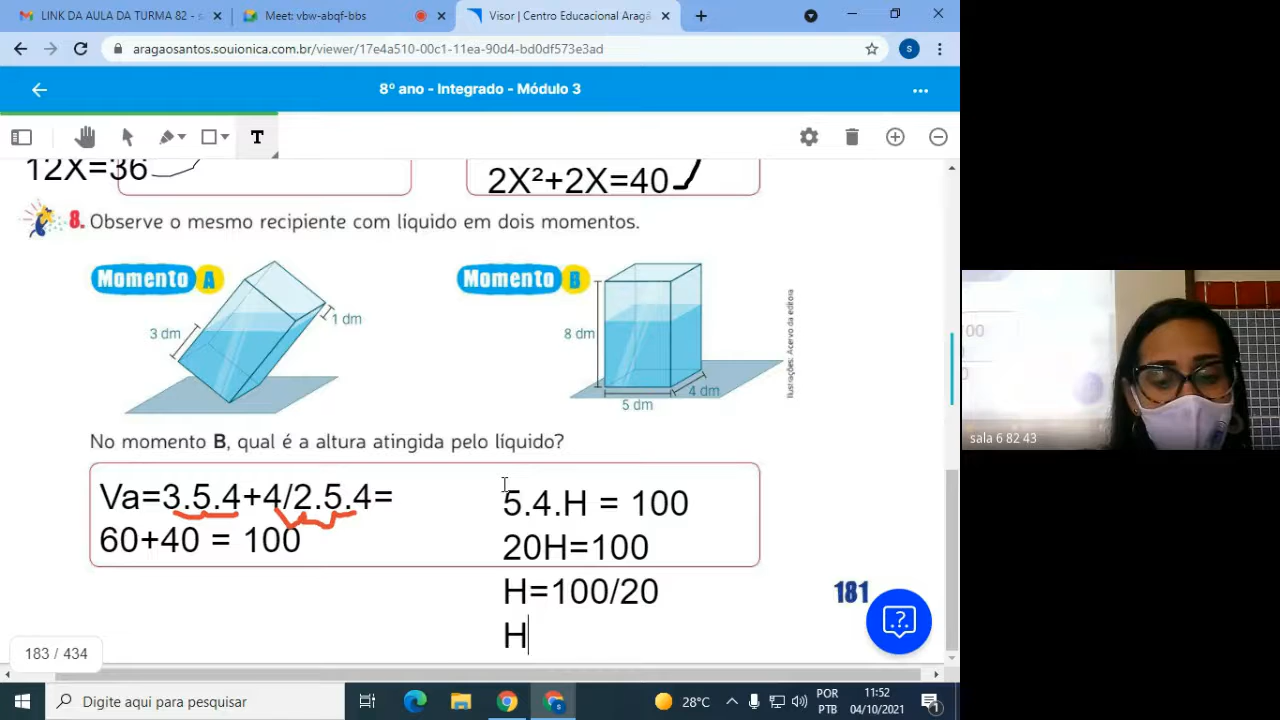 LINK DA AULA DA TURMA 82 - s
Meet: vbw-abqf-bbs
Visor | Centro Educacional Aragã
aragaosantos.souionica.com.br/viewer/17e4a510-00c1-11ea-90d4-bd0df573e3ad
s
8º ano - Integrado - Módulo 3
T
12X=36
2X²+2X=40
8. Observe o mesmo recipiente com líquido em dois momentos.
Momento A
Momento B
3 dm
1 dm
8 dm
5 dm
4 dm
Ilustrações: Acervo da editora
No momento B, qual é a altura atingida pelo líquido?
Va=3.5.4+4/2.5.4=
60+40 = 100
5.4.H = 100
20H=100
H=100/20
H
181
183 / 434
sala 6 82 43
Digite aqui para pesquisar
28°C
POR
PTB
11:52
04/10/2021
1